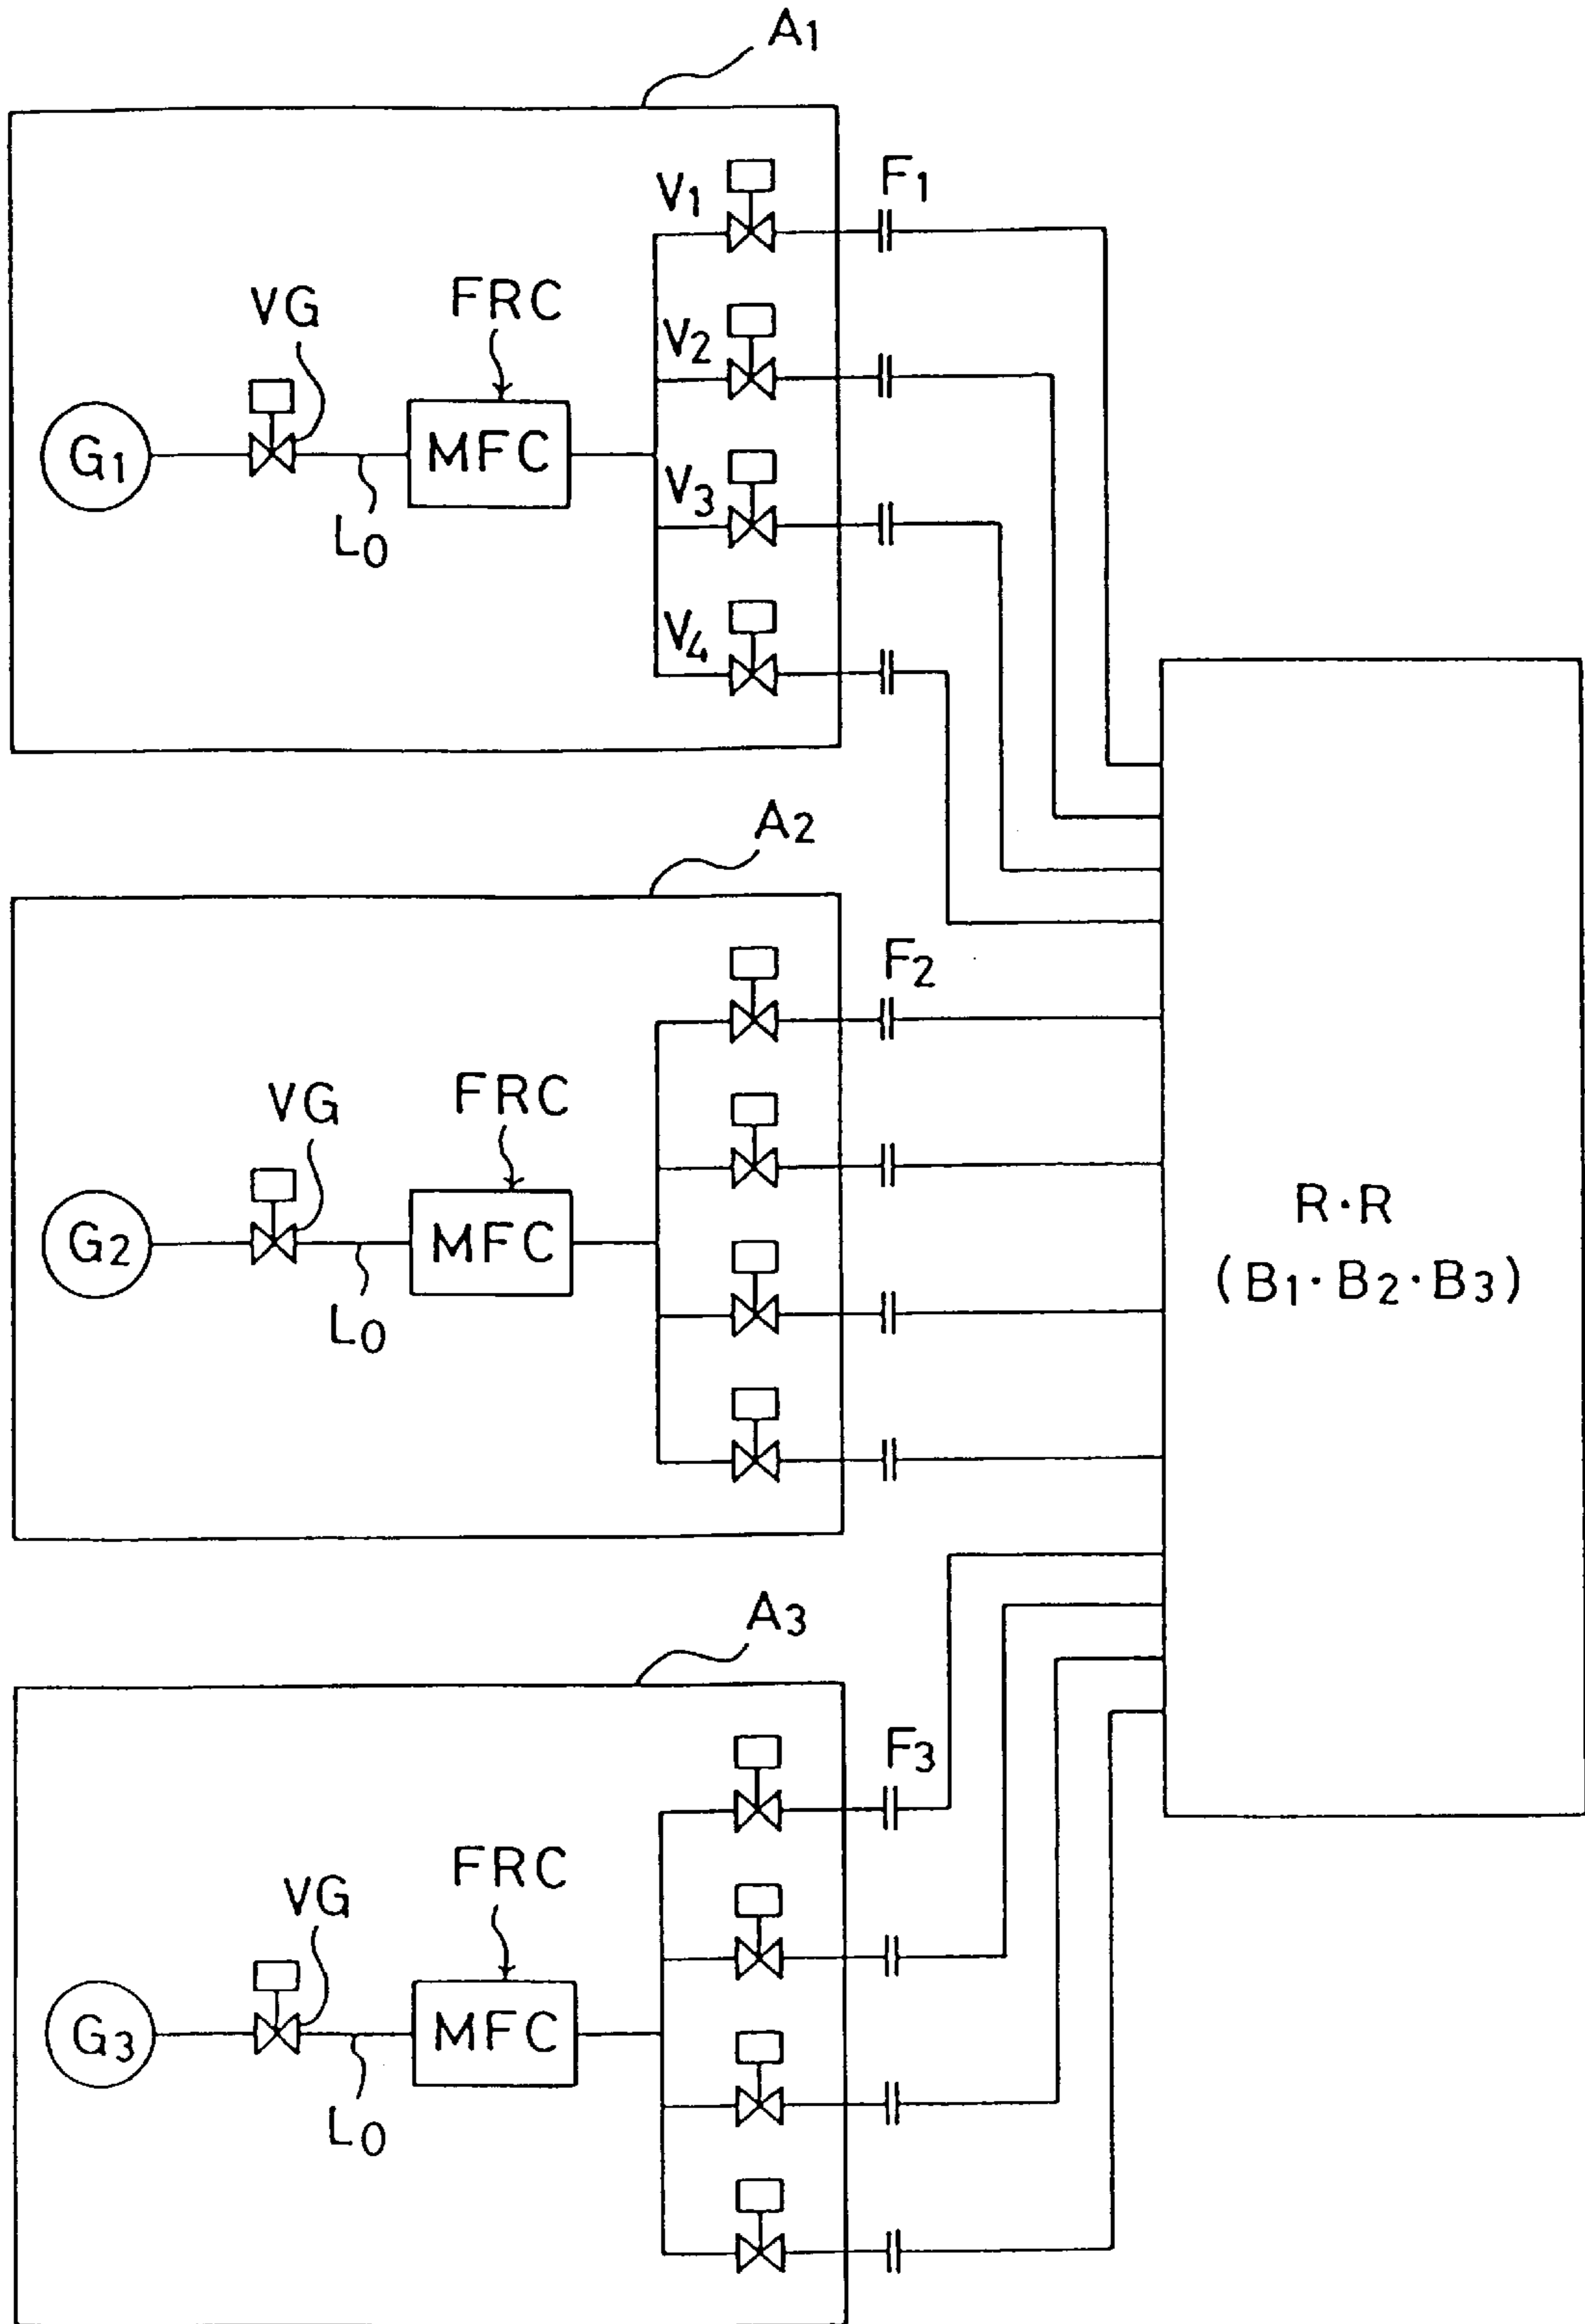 A1
V1
F1
VG
FRC
V2
G1
MFC
V3
L0
V4
A2
F2
VG
FRC
G2
MFC
L0
R·R
(B1·B2·B3)
A3
F3
VG
FRC
G3
MFC
L0